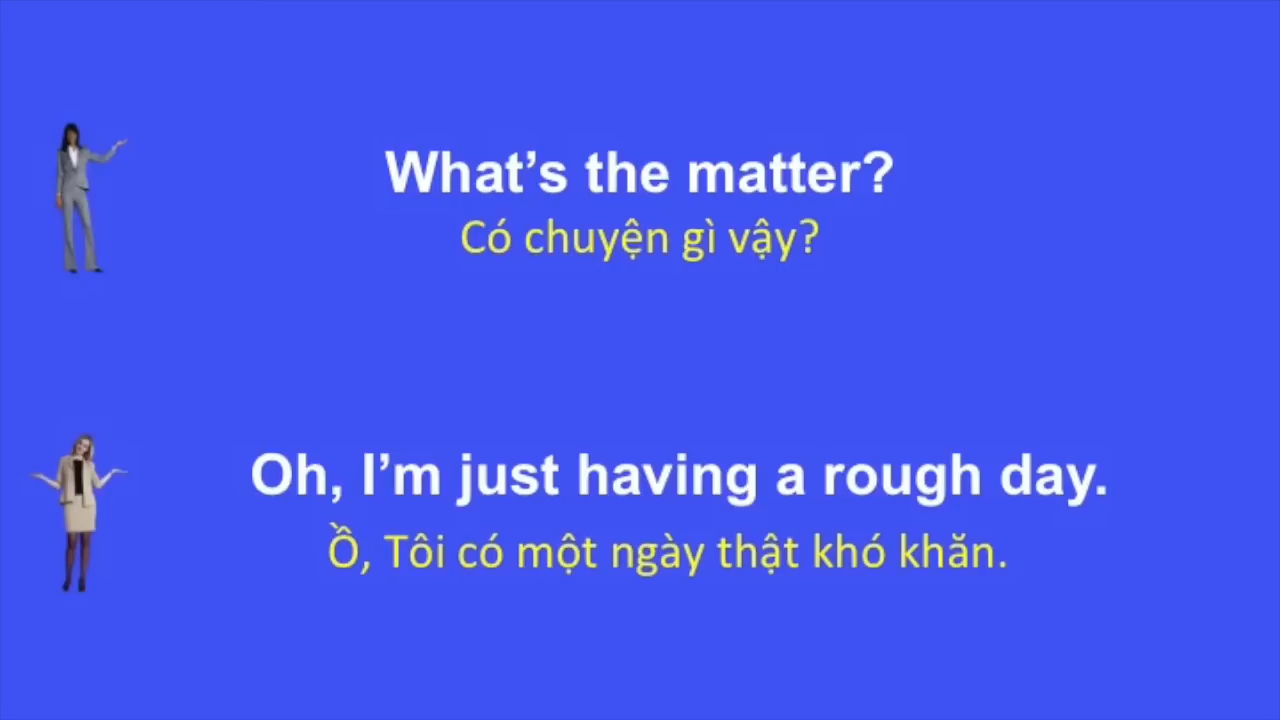 What’s the matter?
Có chuyện gì vậy?
Oh, I’m just having a rough day.
Ồ, Tôi có một ngày thật khó khăn.